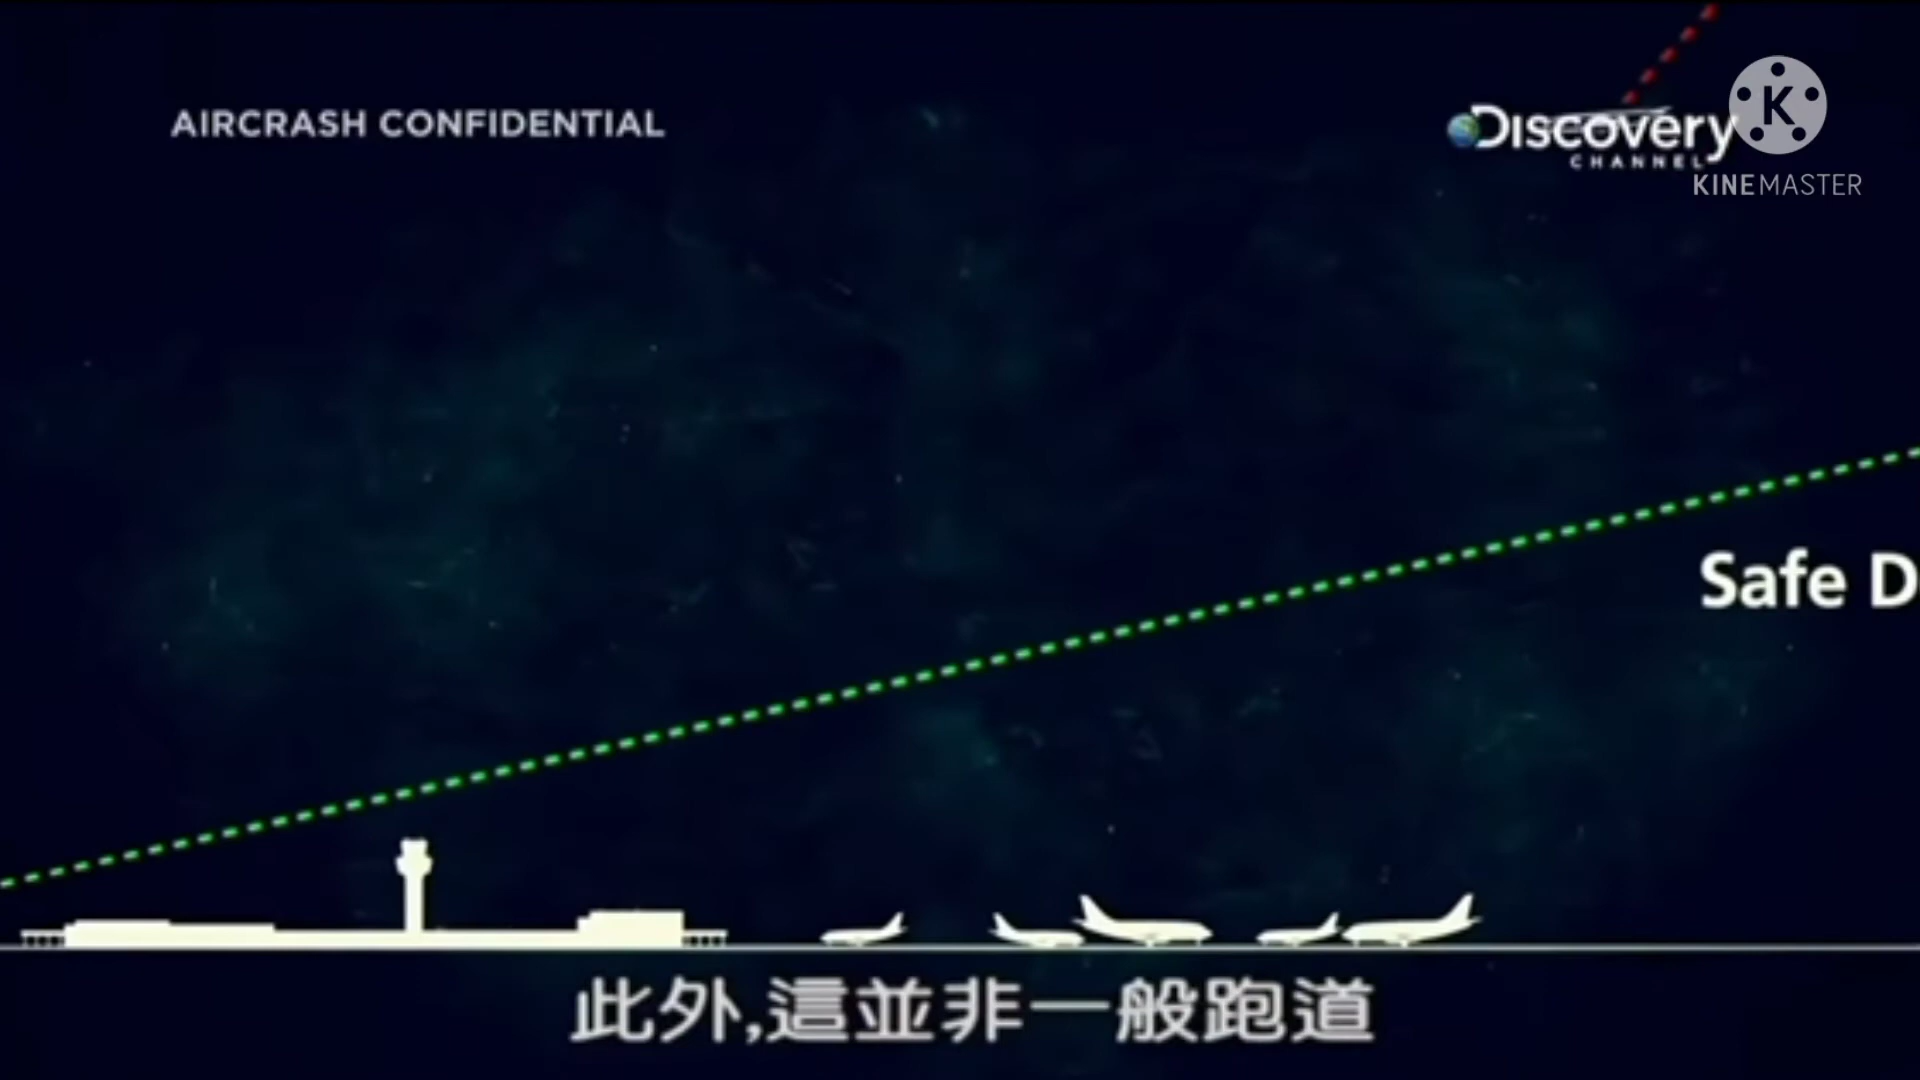 AIRCRASH CONFIDENTIAL
Discovery
CHANNEL
K
KINEMASTER
Safe D
此外,這並非一般跑道